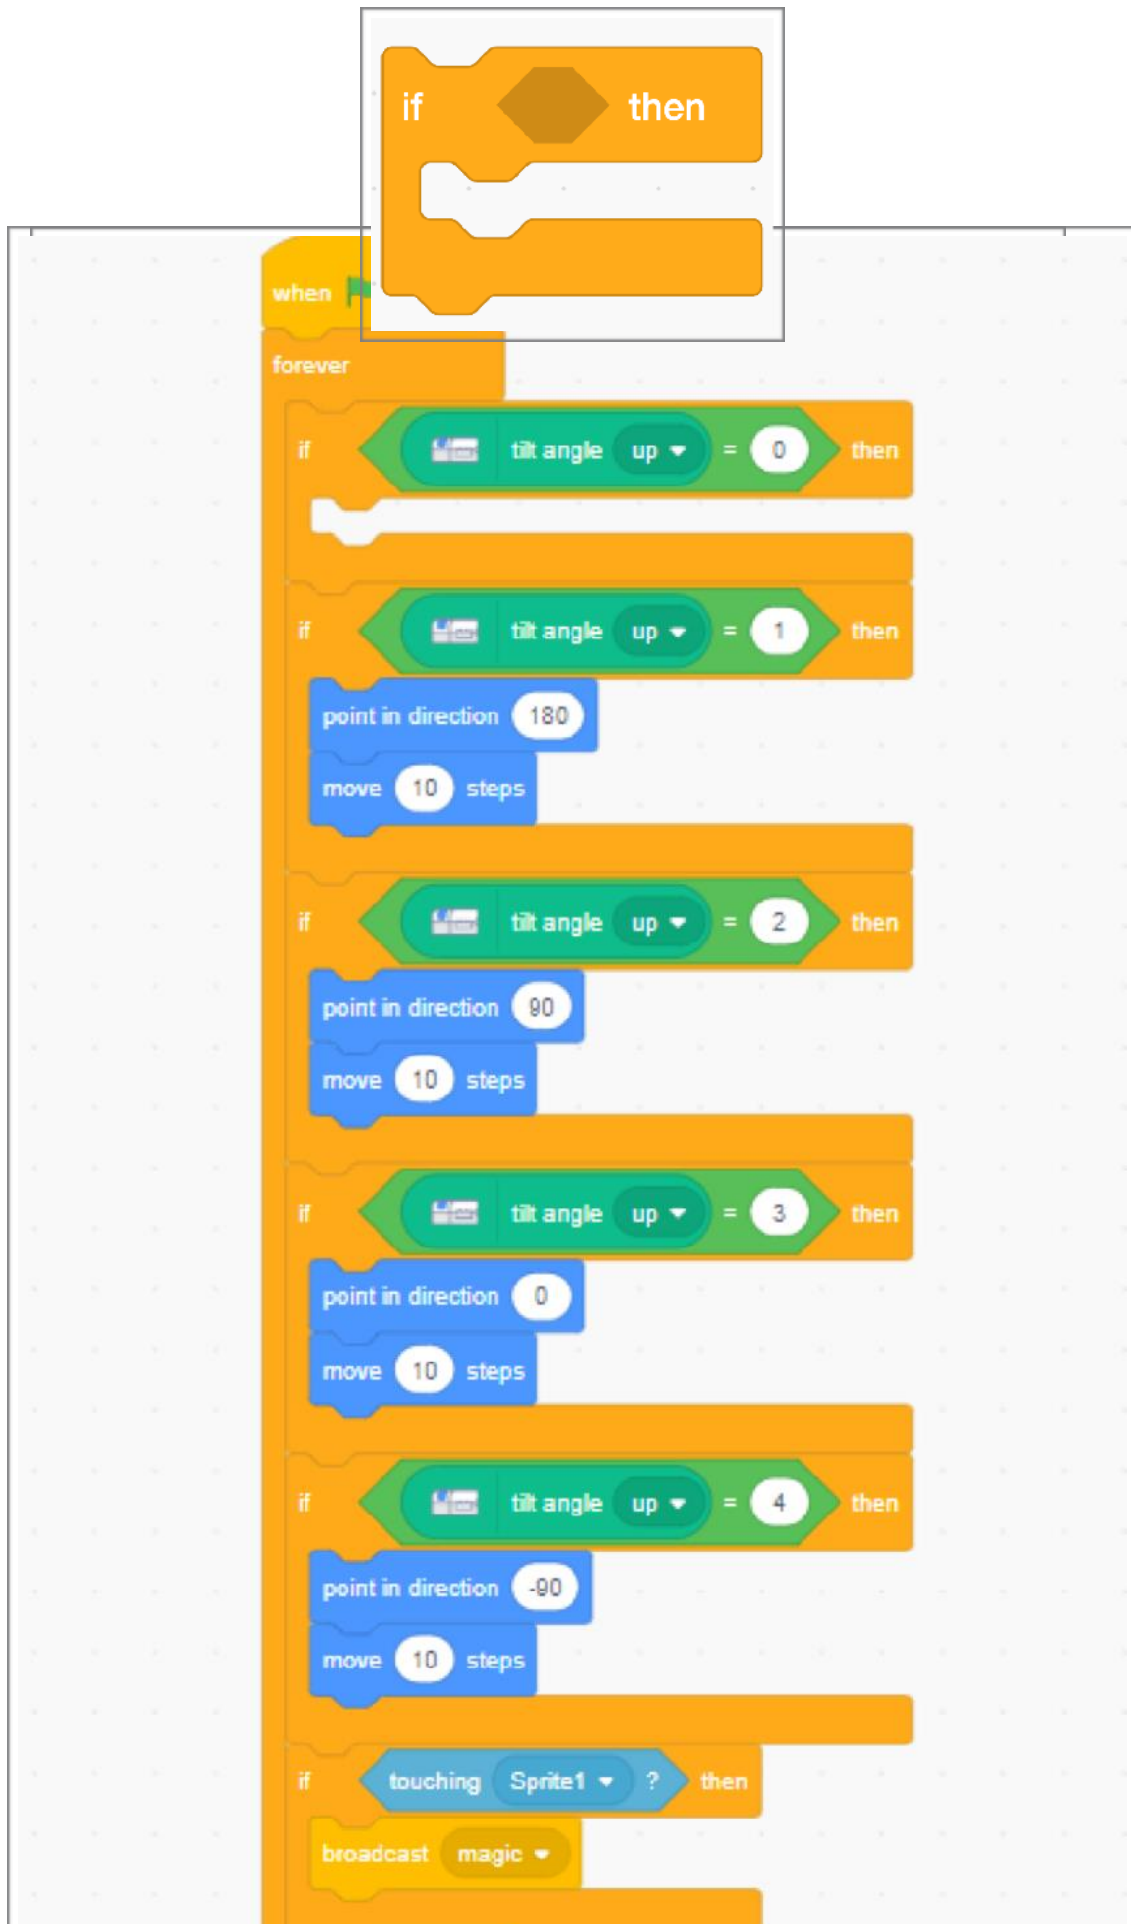 if then
when
forever
if tilt angle up = 0 then
if tilt angle up = 1 then
point in direction 180
move 10 steps
if tilt angle up = 2 then
point in direction 90
move 10 steps
if tilt angle up = 3 then
point in direction 0
move 10 steps
if tilt angle up = 4 then
point in direction -90
move 10 steps
if touching Sprite1 ? then
broadcast magic